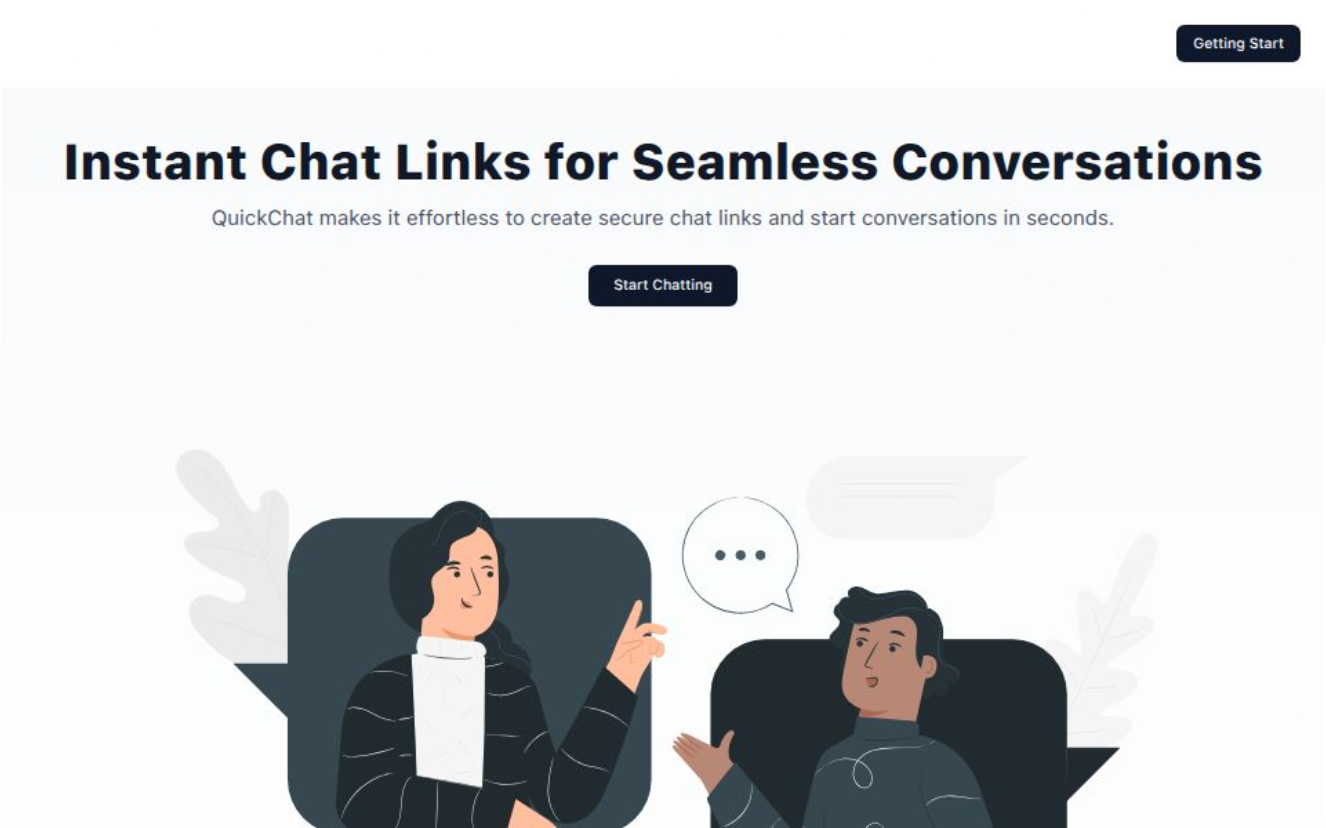 Getting Start
Instant Chat Links for Seamless Conversations
QuickChat makes it effortless to create secure chat links and start conversations in seconds.
Start Chatting